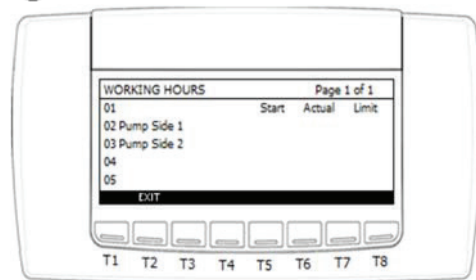 WORKING HOURS Page 1 of 1
01 Start Actual Limit
02 Pump Side 1
03 Pump Side 2
04
05
EXIT
T1 T2 T3 T4 T5 T6 T7 T8